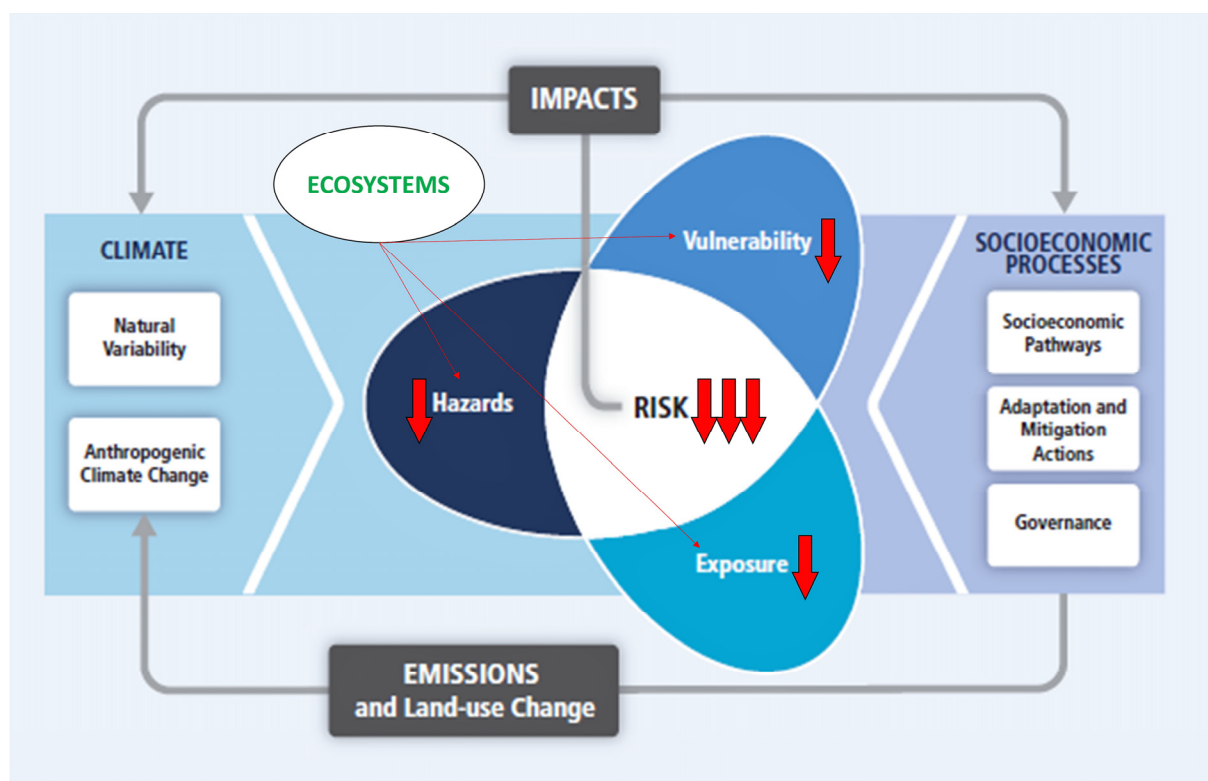 IMPACTS
ECOSYSTEMS
CLIMATE
Natural
Variability
Anthropogenic
Climate Change
Vulnerability
Hazards
RISK
Exposure
SOCIOECONOMIC
PROCESSES
Socioeconomic
Pathways
Adaptation and
Mitigation
Actions
Governance
EMISSIONS
and Land-use Change